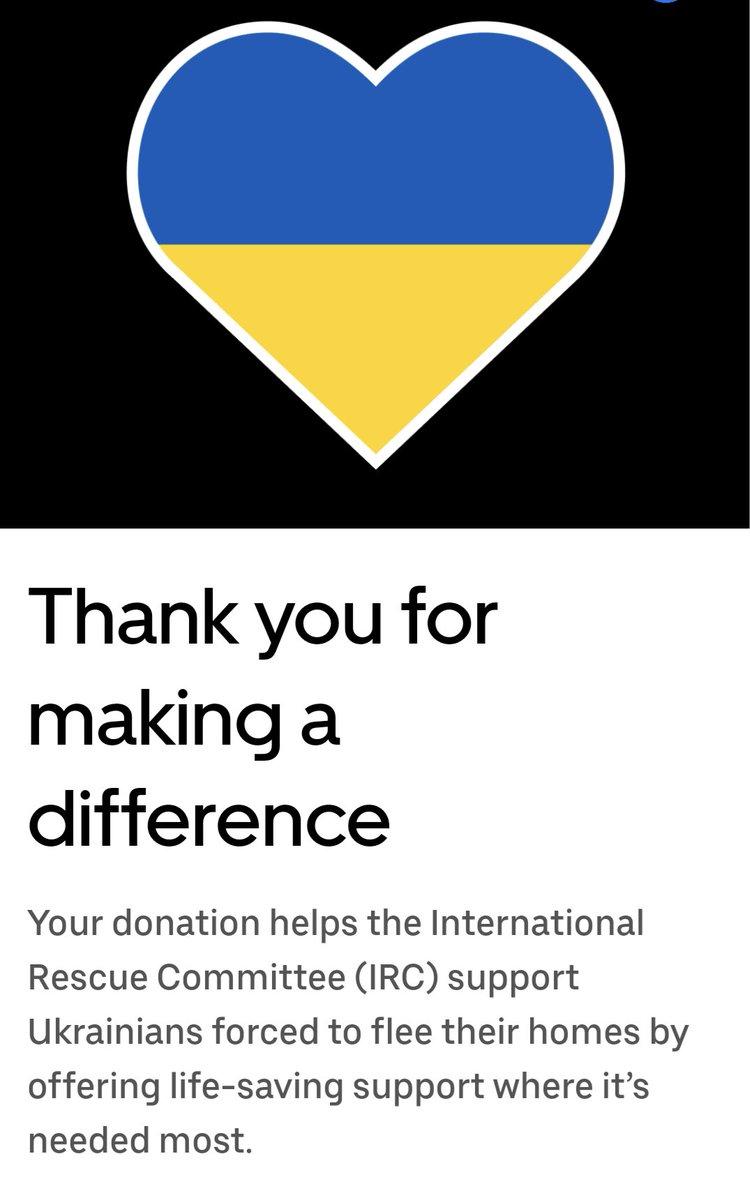 Thank you for
making a
difference
Your donation helps the International
Rescue Committee (IRC) support
Ukrainians forced to flee their homes by
offering life-saving support where it’s
needed most.